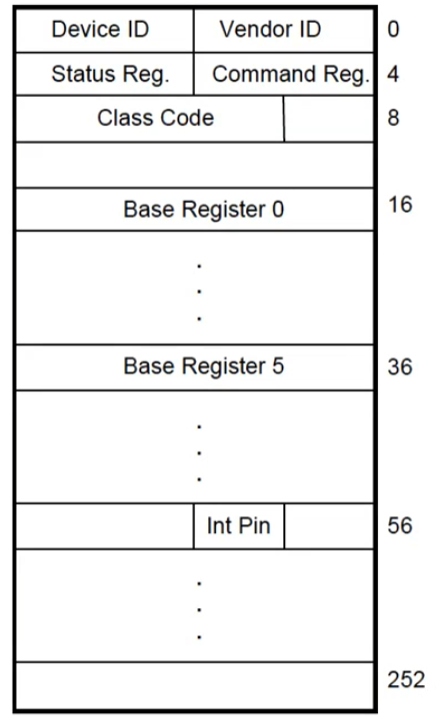 Device ID Vendor ID 0
Status Reg. Command Reg. 4
Class Code 8
Base Register 0 16
.
.
.
Base Register 5 36
.
.
.
Int Pin 56
.
.
.
252